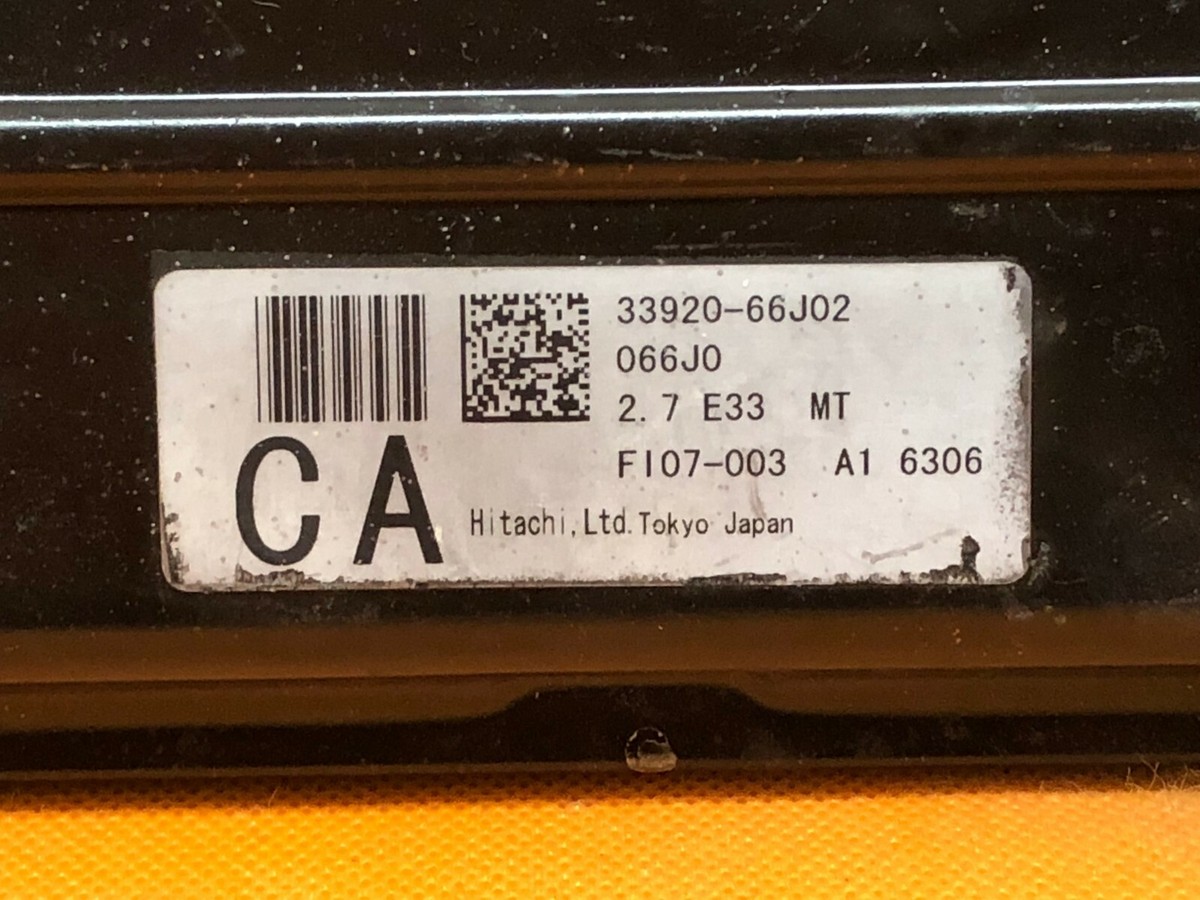 33920-66J02
066J0
2.7 E33 MT
FI07-003 A1 6306
CA
Hitachi,Ltd.Tokyo Japan